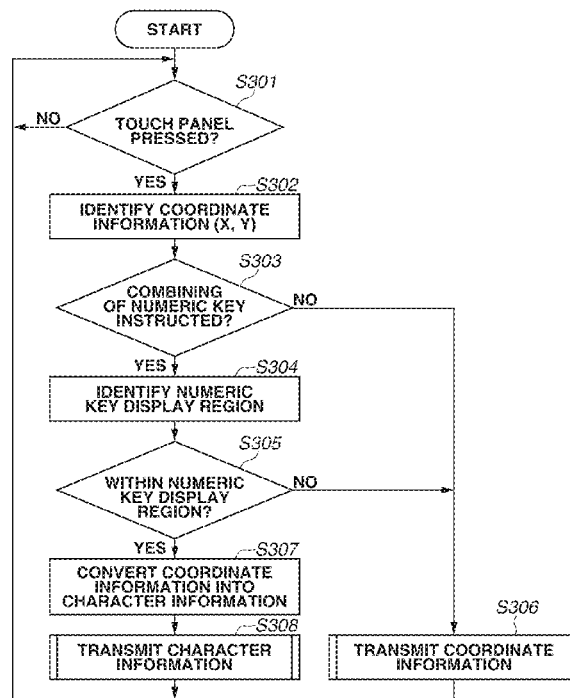 START
S301
NO
TOUCH PANEL
PRESSED?
YES
S302
IDENTIFY COORDINATE
INFORMATION (X, Y)
S303
COMBINING
OF NUMERIC KEY
INSTRUCTED?
NO
YES
S304
IDENTIFY NUMERIC
KEY DISPLAY REGION
S305
WITHIN NUMERIC
KEY DISPLAY
REGION?
NO
YES
S307
CONVERT COORDINATE
INFORMATION INTO
CHARACTER INFORMATION
S308
TRANSMIT CHARACTER
INFORMATION
S306
TRANSMIT COORDINATE
INFORMATION